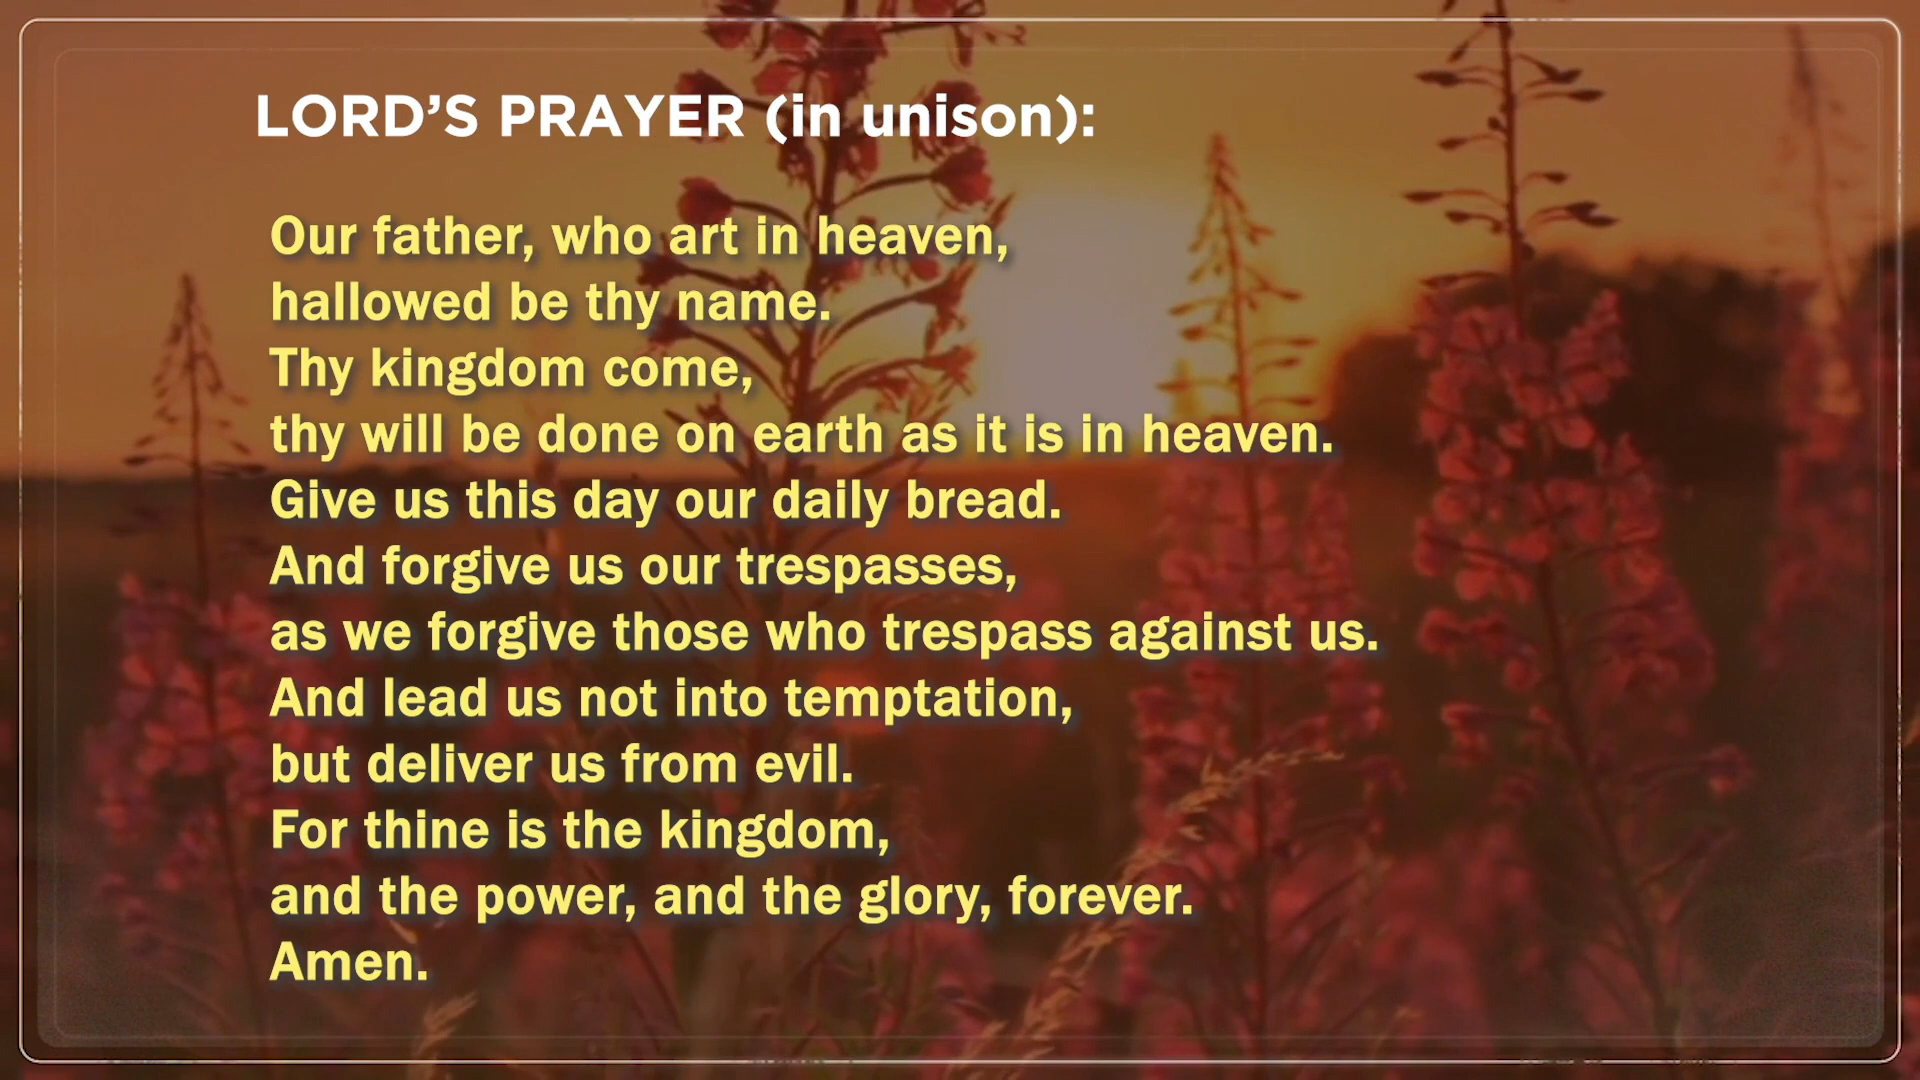 LORD’S PRAYER (in unison):
Our father, who art in heaven,
hallowed be thy name.
Thy kingdom come,
thy will be done on earth as it is in heaven.
Give us this day our daily bread.
And forgive us our trespasses,
as we forgive those who trespass against us.
And lead us not into temptation,
but deliver us from evil.
For thine is the kingdom,
and the power, and the glory, forever.
Amen.